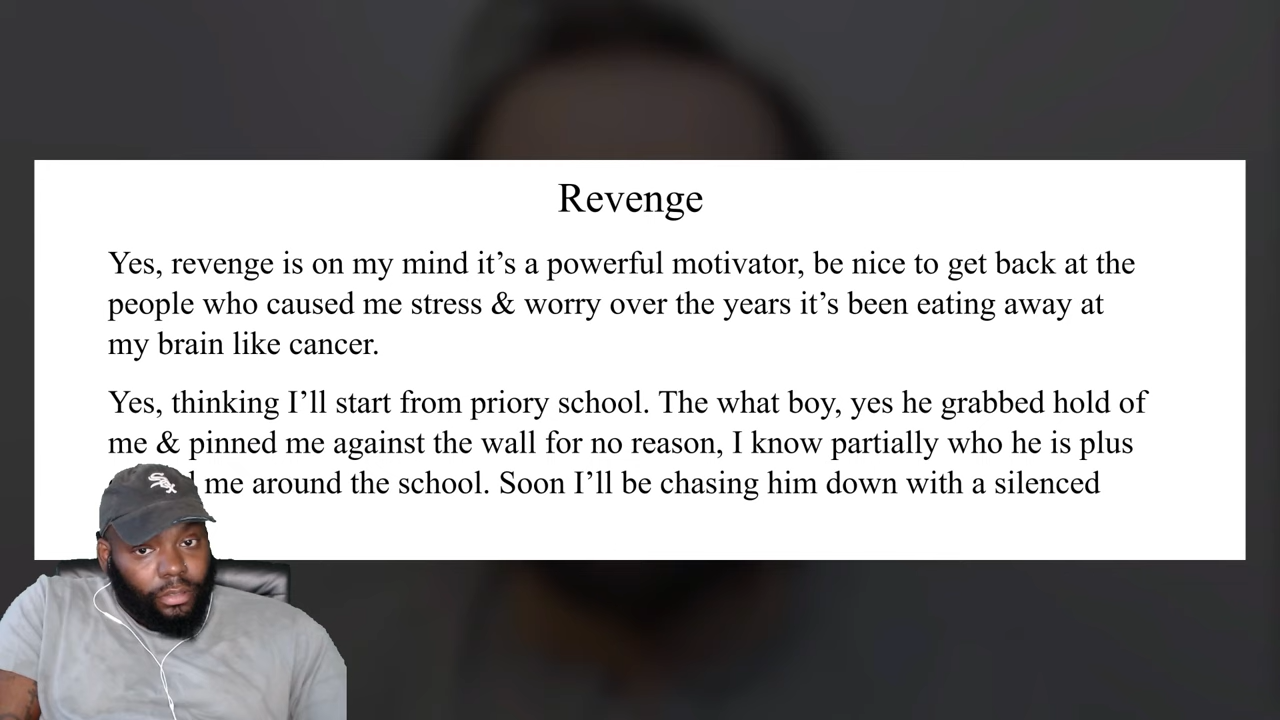 Revenge
Yes, revenge is on my mind it’s a powerful motivator, be nice to get back at the
people who caused me stress & worry over the years it’s been eating away at
my brain like cancer.
Yes, thinking I’ll start from priory school. The what boy, yes he grabbed hold of
me & pinned me against the wall for no reason, I know partially who he is plus
me around the school. Soon I’ll be chasing him down with a silenced
Sox